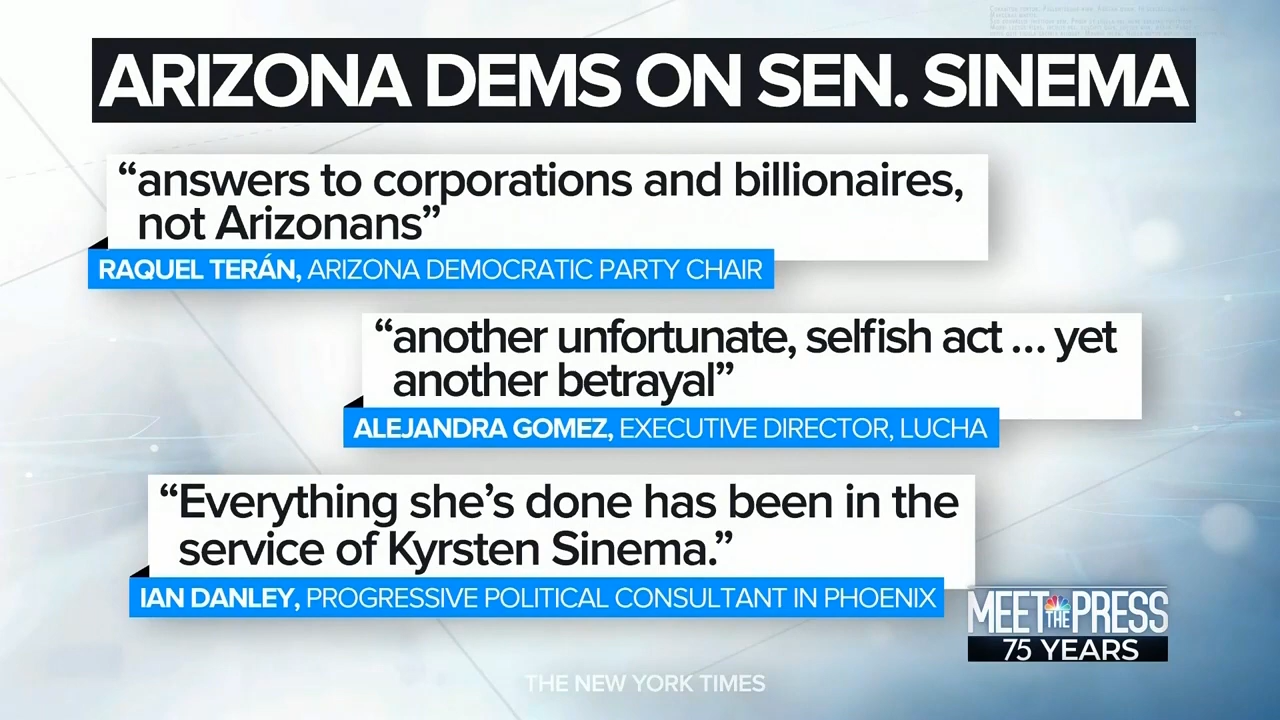 ARIZONA DEMS ON SEN. SINEMA
“answers to corporations and billionaires,
not Arizonans”
RAQUEL TERÁN, ARIZONA DEMOCRATIC PARTY CHAIR
“another unfortunate, selfish act ... yet
another betrayal”
ALEJANDRA GOMEZ, EXECUTIVE DIRECTOR, LUCHA
“Everything she’s done has been in the
service of Kyrsten Sinema.”
IAN DANLEY, PROGRESSIVE POLITICAL CONSULTANT IN PHOENIX
MEET THE PRESS
75 YEARS
THE NEW YORK TIMES